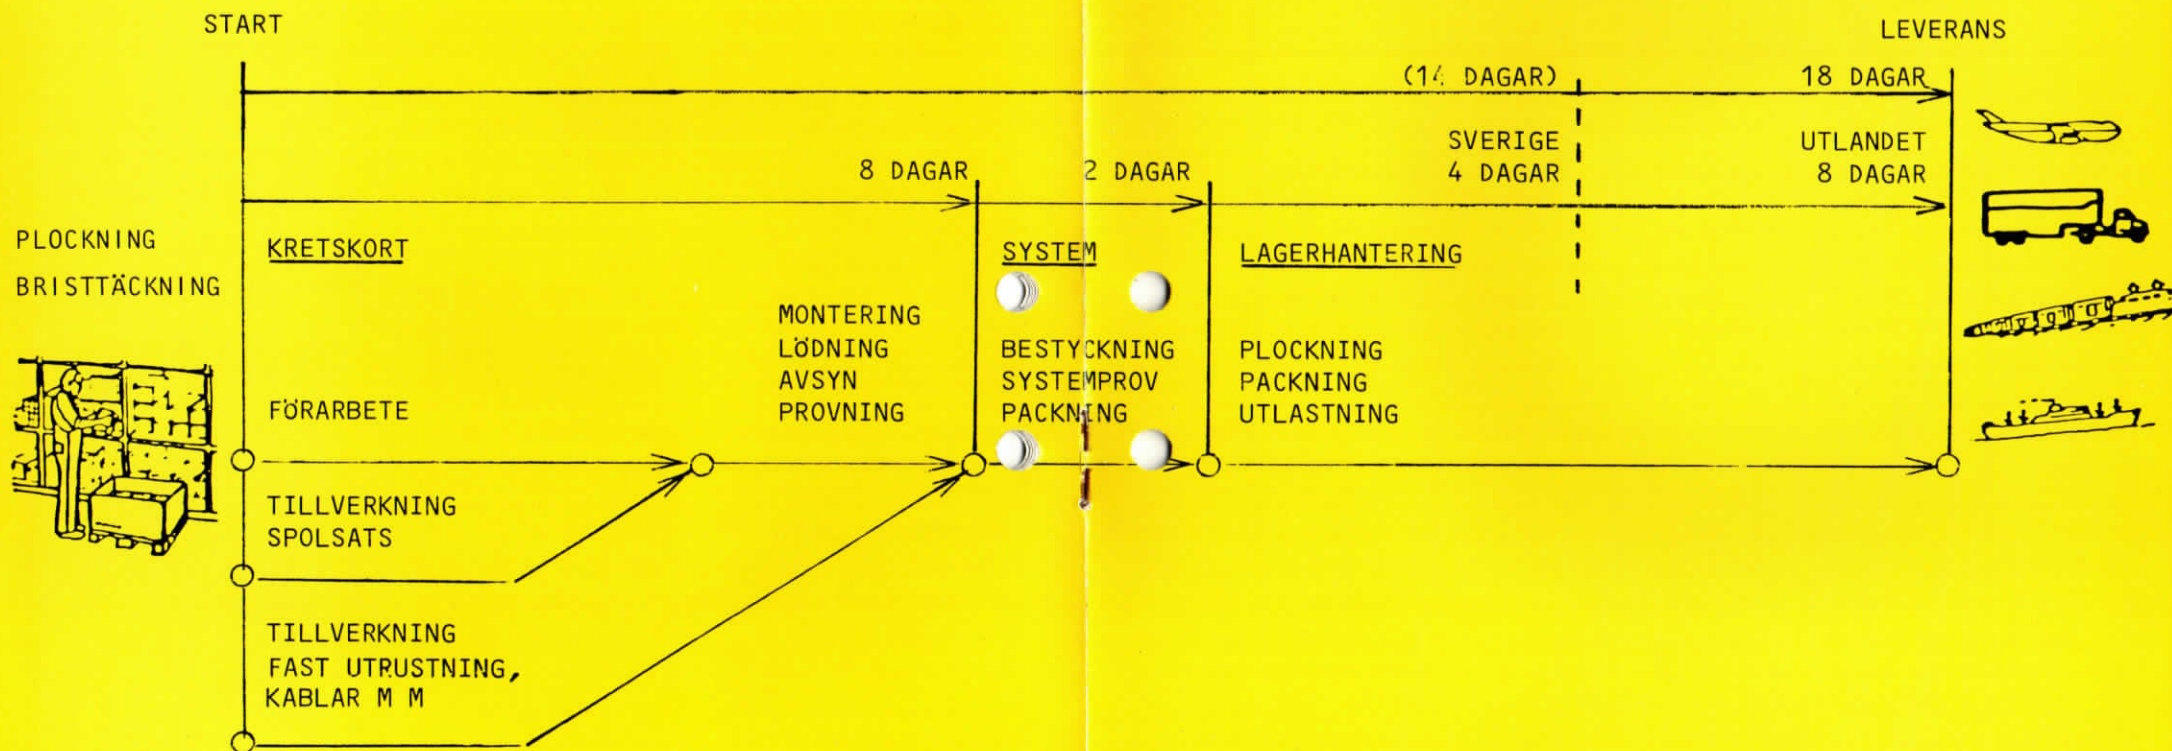 START
LEVERANS
(14 DAGAR)
18 DAGAR
SVERIGE
4 DAGAR
UTLANDET
8 DAGAR
8 DAGAR
2 DAGAR
PLOCKNING
BRISTTÄCKNING
KRETSKORT
SYSTEM
LAGERHANTERING
MONTERING
LÖDNING
AVSYN
PROVNING
BESTYCKNING
SYSTEMPROV
PACKNING
PLOCKNING
PACKNING
UTLASTNING
FÖRARBETE
TILLVERKNING
SPOLSATS
TILLVERKNING
FAST UTRUSTNING,
KABLAR M M